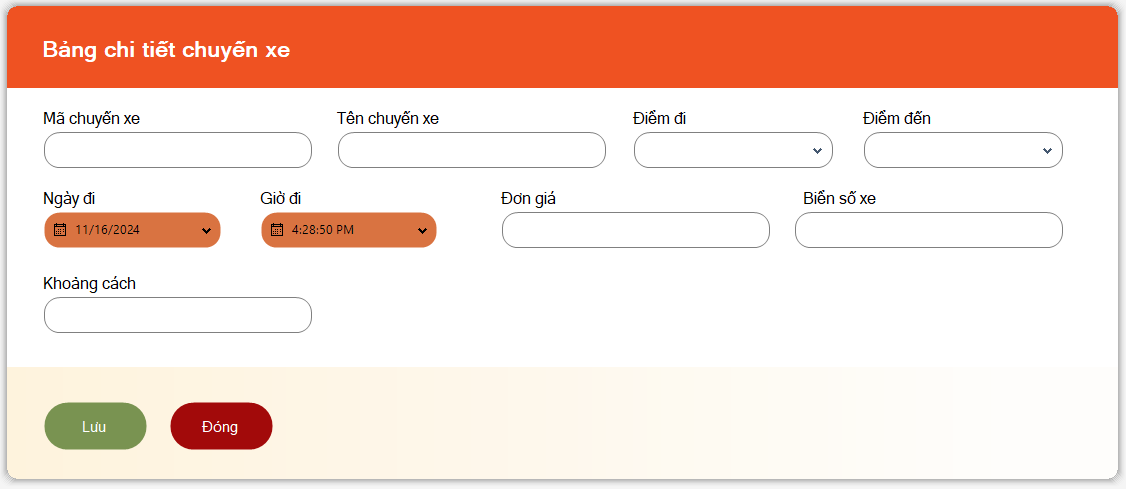 Bảng chi tiết chuyến xe
Mã chuyến xe Tên chuyến xe Điểm đi Điểm đến
Ngày đi Giờ đi Đơn giá Biển số xe
11/16/2024 4:28:50 PM
Khoảng cách
Lưu Đóng